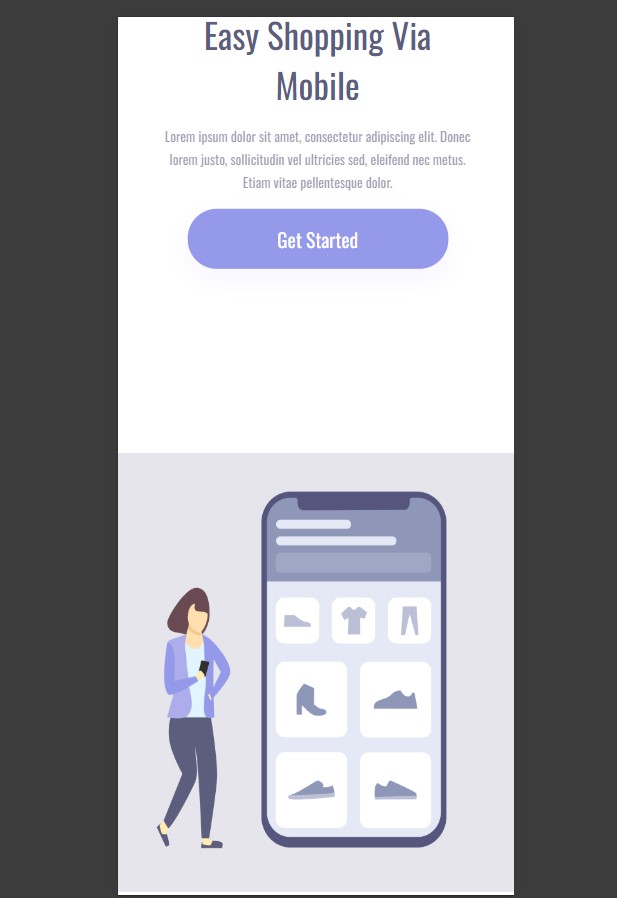 Easy Shopping Via
Mobile
Lorem ipsum dolor sit amet, consectetur adipiscing elit. Donec
lorem justo, sollicitudin vel ultricies sed, eleifend nec metus.
Etiam vitae pellentesque dolor.
Get Started